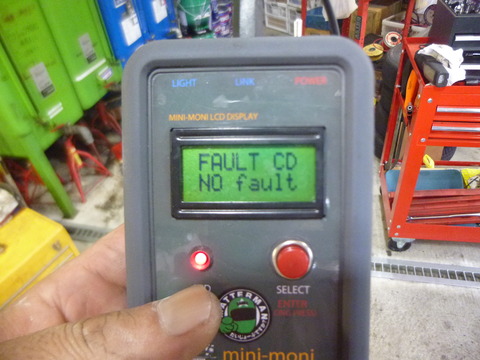 LIGHT LINK POWER
MINI-MONI LCD DISPLAY
FAULT CD
NO fault
SELECT
mini-moni